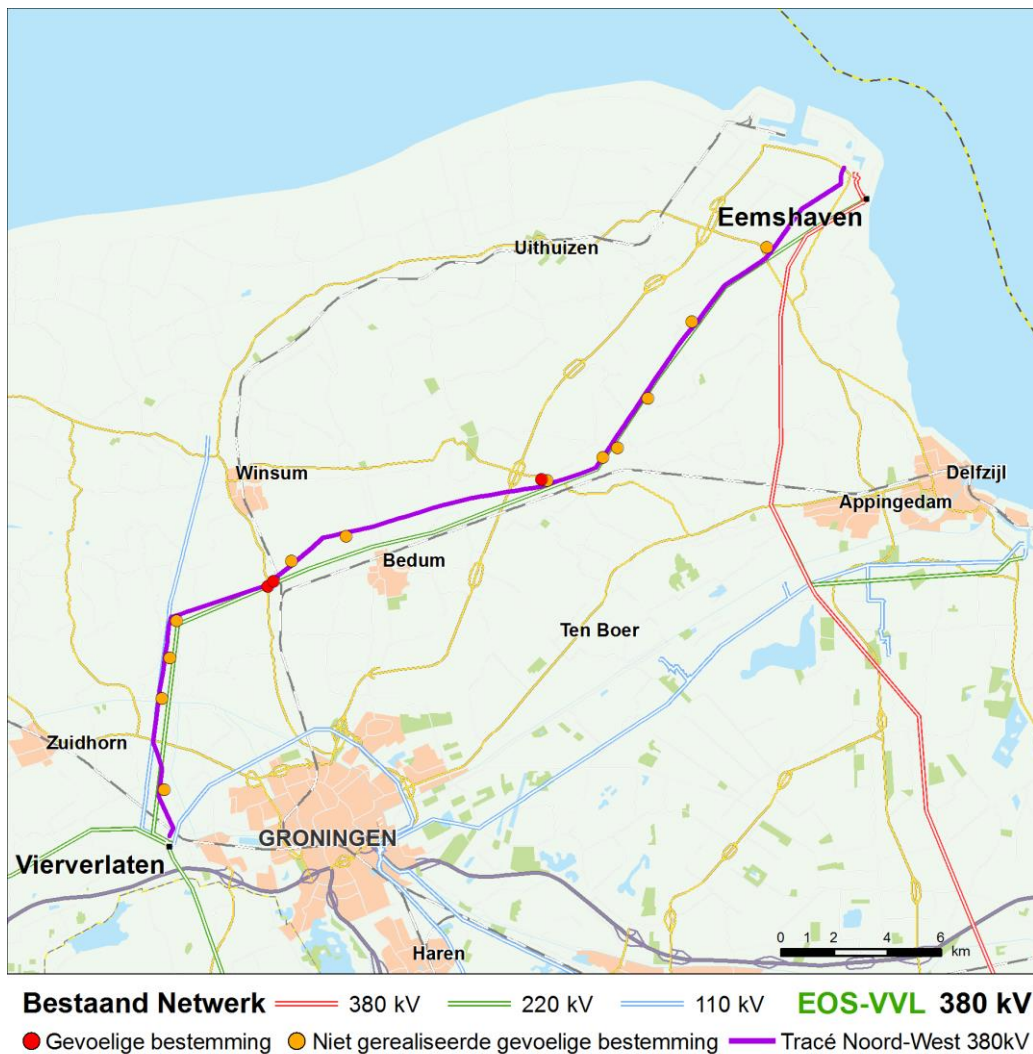 Eemshaven
Uithuizen
Winsum
Delfzijl
Appingedam
Bedum
Ten Boer
Zuidhorn
GRONINGEN
Vierverlaten
Haren
0 2 4 6
km
Bestaand Netwerk 380 kV 220 kV 110 kV EOS-VVL 380 kV
Gevoelige bestemming Niet gerealiseerde gevoelige bestemming Tracé Noord-West 380kV